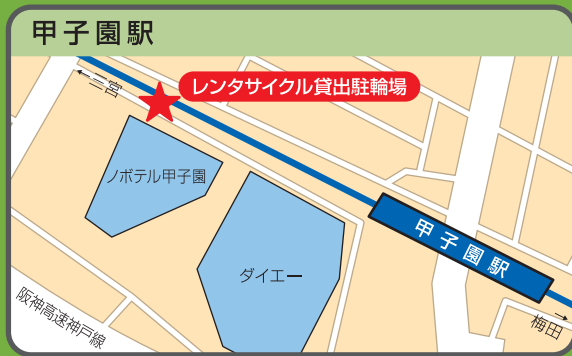 甲子園駅
←三宮
レンタサイクル貸出駐輪場
ノボテル甲子園
甲子園駅
ダイエー
阪神高速神戸線
→
梅田